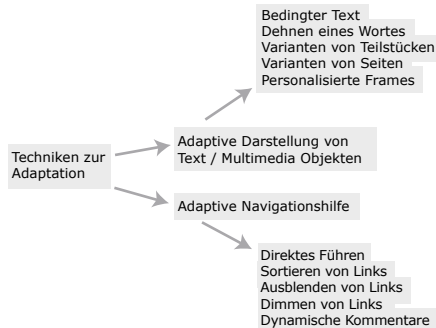 Bedingter Text
Dehnen eines Wortes
Varianten von Teilstücken
Varianten von Seiten
Personalisierte Frames
Adaptive Darstellung von
Text / Multimedia Objekten
Techniken zur
Adaptation
Adaptive Navigationshilfe
Direktes Führen
Sortieren von Links
Ausblenden von Links
Dimmen von Links
Dynamische Kommentare